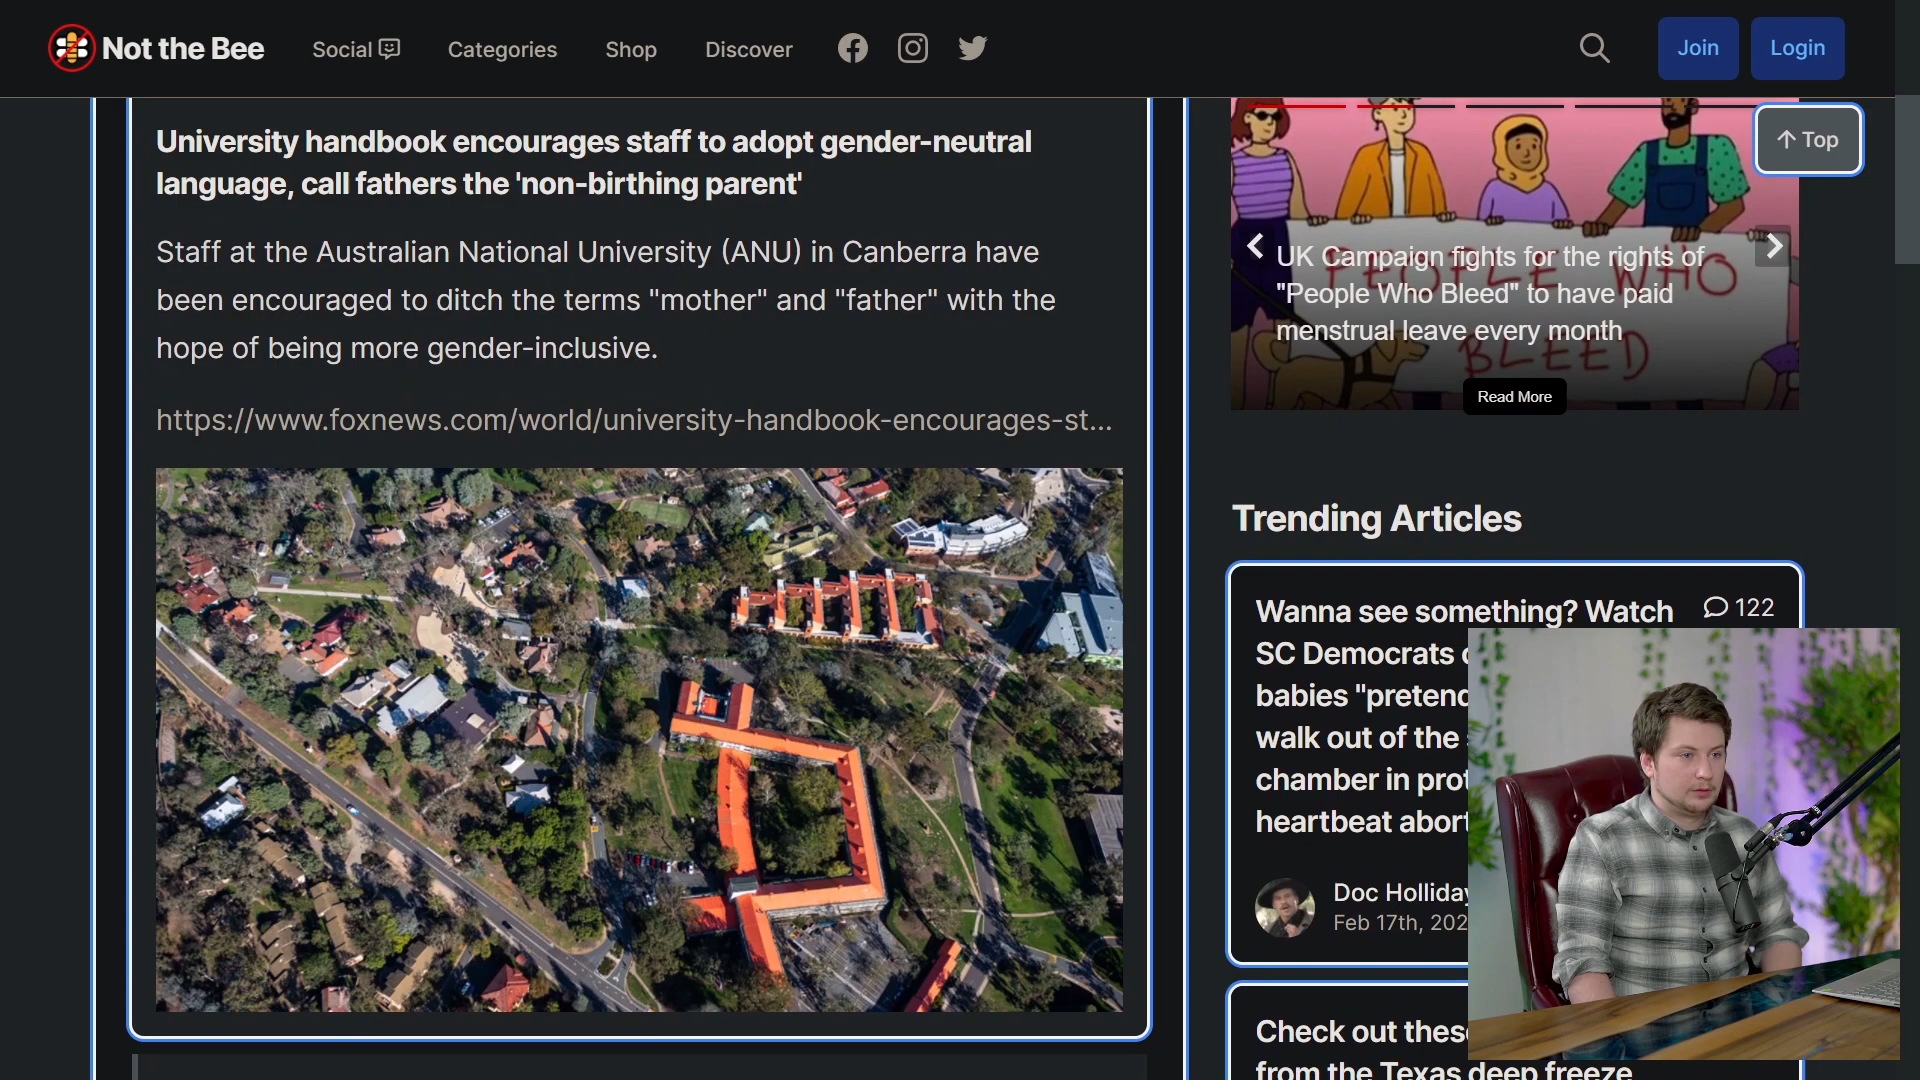 Not the Bee
Social
Categories
Shop
Discover
Join
Login
University handbook encourages staff to adopt gender-neutral
language, call fathers the 'non-birthing parent'
Staff at the Australian National University (ANU) in Canberra have
been encouraged to ditch the terms "mother" and "father" with the
hope of being more gender-inclusive.
https://www.foxnews.com/world/university-handbook-encourages-st...
Top
PEOPLE WHO
BLEED
UK Campaign fights for the rights of
"People Who Bleed" to have paid
menstrual leave every month
Read More
Trending Articles
122
Wanna see something? Watch
SC Democrats
babies "pretend
walk out of the
chamber in
heartbeat
Doc Holliday
Feb 17th,
Check out these
from the Texas deep freeze